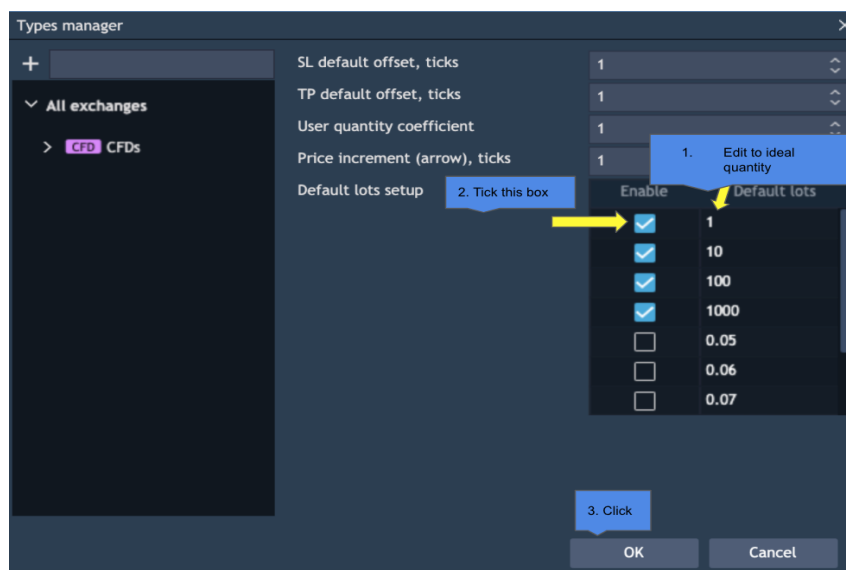 Types manager
SL default offset, ticks 1
TP default offset, ticks 1
All exchanges
User quantity coefficient 1
CFD CFDs
Price increment (arrow), ticks 1
1. Edit to ideal
quantity
Default lots setup
2. Tick this box
Enable Default lots
1
10
100
1000
0.05
0.06
0.07
3. Click
OK Cancel